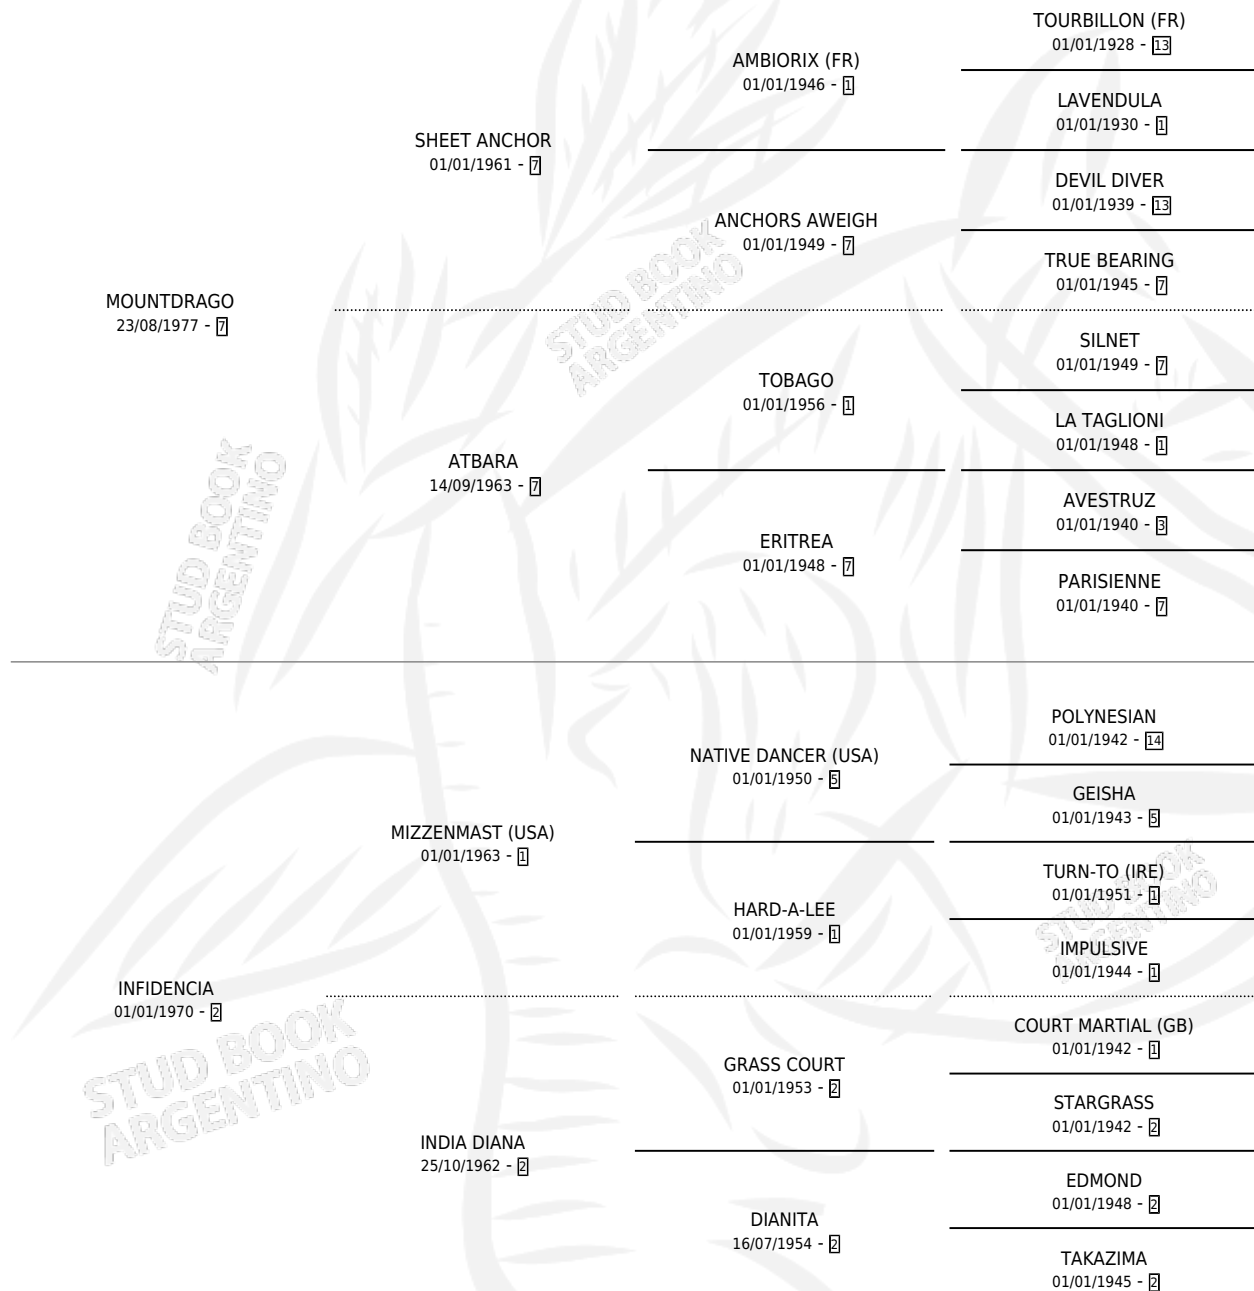 TOURBILLON (FR)
01/01/1928 - 13
AMBIORIX (FR)
01/01/1946 - 1
LAVENDULA
01/01/1930 - 1
SHEET ANCHOR
01/01/1961 - 7
DEVIL DIVER
01/01/1939 - 13
ANCHORS AWEIGH
01/01/1949 - 7
TRUE BEARING
01/01/1945 - 7
MOUNTDRAGO
23/08/1977 - 7
SILNET
01/01/1949 - 7
TOBAGO
01/01/1956 - 1
LA TAGLIONI
01/01/1948 - 1
ATBARA
14/09/1963 - 7
AVESTRUZ
01/01/1940 - 3
ERITREA
01/01/1948 - 7
PARISIENNE
01/01/1940 - 7
POLYNESIAN
01/01/1942 - 14
NATIVE DANCER (USA)
01/01/1950 - 5
GEISHA
01/01/1943 - 5
MIZZENMAST (USA)
01/01/1963 - 1
TURN-TO (IRE)
01/01/1951 - 1
HARD-A-LEE
01/01/1959 - 1
IMPULSIVE
01/01/1944 - 1
INFIDENCIA
01/01/1970 - 2
COURT MARTIAL (GB)
01/01/1942 - 1
GRASS COURT
01/01/1953 - 2
STARGRASS
01/01/1942 - 2
INDIA DIANA
25/10/1962 - 2
EDMOND
01/01/1948 - 2
DIANITA
16/07/1954 - 2
TAKAZIMA
01/01/1945 - 2
STUD BOOK
ARGENTINO
STUD BOOK
ARGENTINO
STUD BOOK
ARGENTINO
STUD BOOK
ARGENTINO